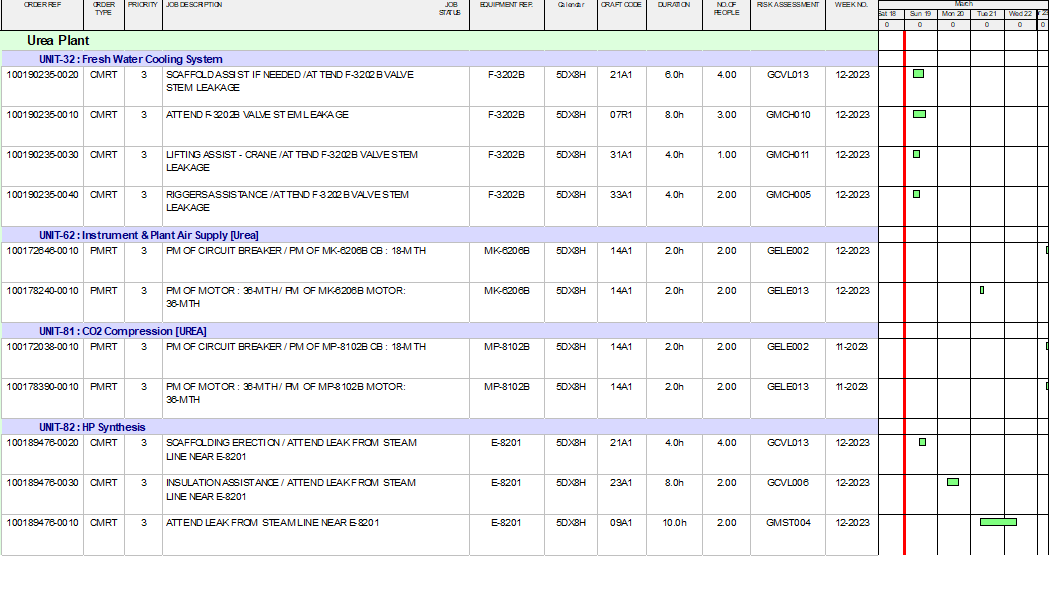 March
ORDER REF ORDER TYPE PRIORITY JOB DESCRIPTION JOB STATUS EQUIPMENT REF. Calendar CRAFT CODE DURATION NO.OF PEOPLE RISK ASSESSMENT WEEK NO. Sat 18 Sun 19 Mon 20 Tue 21 Wed 22
0 0 0 0 0 0
Urea Plant
UNIT-32 : Fresh Water Cooling System
100190235-0020 CMRT 3 SCAFFOLD ASSIST IF NEEDED /ATTEND F-3202B VALVE F-3202B 5DX8H 21A1 6.0h 4.00 GCVL013 12-2023
STEM LEAKAGE
100190235-0010 CMRT 3 ATTEND F-3202B VALVE STEM LEAKAGE F-3202B 5DX8H 07R1 8.0h 3.00 GMCH010 12-2023
100190235-0030 CMRT 3 LIFTING ASSIST - CRANE /ATTEND F-3202B VALVE STEM F-3202B 5DX8H 31A1 4.0h 1.00 GMCH011 12-2023
LEAKAGE
100190235-0040 CMRT 3 RIGGERS ASSISTANCE /ATTEND F-3202B VALVE STEM F-3202B 5DX8H 33A1 4.0h 2.00 GMCH005 12-2023
LEAKAGE
UNIT-62 : Instrument & Plant Air Supply [Urea]
100172646-0010 PMRT 3 PM OF CIRCUIT BREAKER / PM OF MK-6206B CB : 18-MTH MK-6206B 5DX8H 14A1 2.0h 2.00 GELE002 12-2023
100178240-0010 PMRT 3 PM OF MOTOR : 36-MTH / PM OF MK-6206B MOTOR: MK-6206B 5DX8H 14A1 2.0h 2.00 GELE013 12-2023
36-MTH
UNIT-81 : CO2 Compression [UREA]
100172038-0010 PMRT 3 PM OF CIRCUIT BREAKER / PM OF MP-8102B CB : 18-MTH MP-8102B 5DX8H 14A1 2.0h 2.00 GELE002 11-2023
100178390-0010 PMRT 3 PM OF MOTOR : 36-MTH / PM OF MP-8102B MOTOR: MP-8102B 5DX8H 14A1 2.0h 2.00 GELE013 11-2023
36-MTH
UNIT-82 : HP Synthesis
100189476-0020 CMRT 3 SCAFFOLDING ERECTION / ATTEND LEAK FROM STEAM E-8201 5DX8H 21A1 4.0h 4.00 GCVL013 12-2023
LINE NEAR E-8201
100189476-0030 CMRT 3 INSULATION ASSISTANCE / ATTEND LEAK FROM STEAM E-8201 5DX8H 23A1 8.0h 2.00 GCVL006 12-2023
LINE NEAR E-8201
100189476-0010 CMRT 3 ATTEND LEAK FROM STEAM LINE NEAR E-8201 E-8201 5DX8H 09A1 10.0h 2.00 GMST004 12-2023